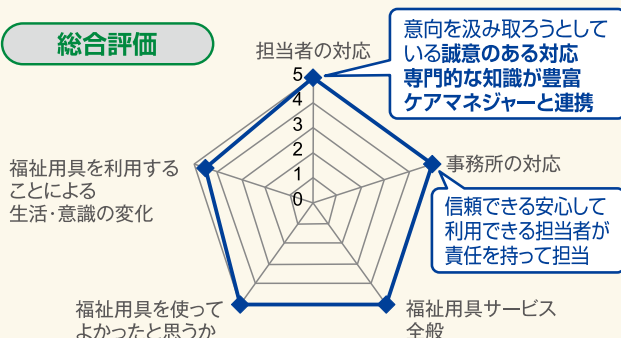 総合評価
担当者の対応
意向を汲み取ろうとして
いる誠意のある対応
専門的な知識が豊富
ケアマネジャーと連携
5
4
3
2
1
0
事務所の対応
信頼できる安心して
利用できる担当者が
責任を持って担当
福祉用具を利用する
ことによる
生活・意識の変化
福祉用具を使って
よかったと思うか
福祉用具サービス
全般